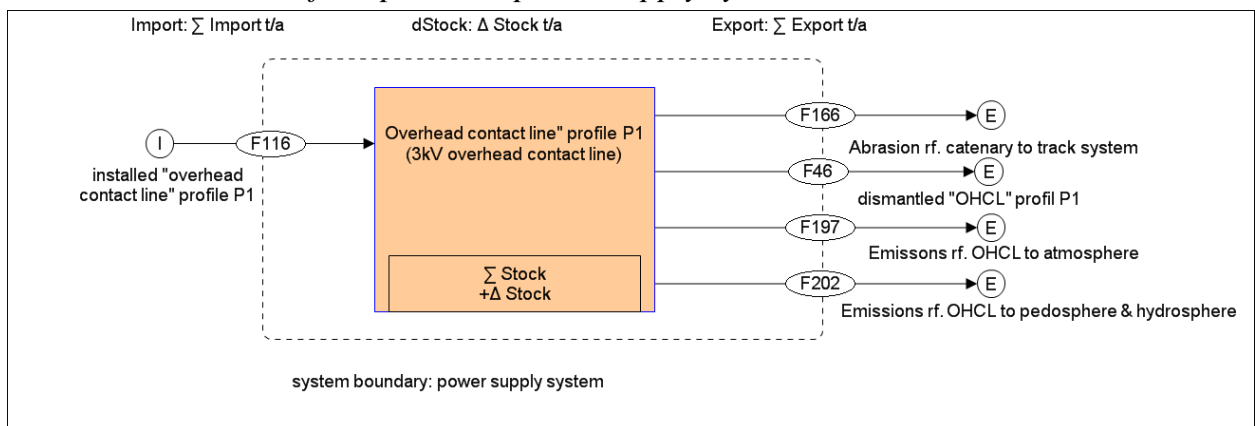 Import: ∑ Import t/a
dStock: Δ Stock t/a
Export: ∑ Export t/a
I
F116
installed "overhead
contact line" profile P1
Overhead contact line" profile P1
(3kV overhead contact line)
∑ Stock
+Δ Stock
F166
E
Abrasion rf. catenary to track system
F46
E
dismantled "OHCL" profil P1
F197
E
Emissons rf. OHCL to atmosphere
F202
E
Emissions rf. OHCL to pedosphere & hydrosphere
system boundary: power supply system